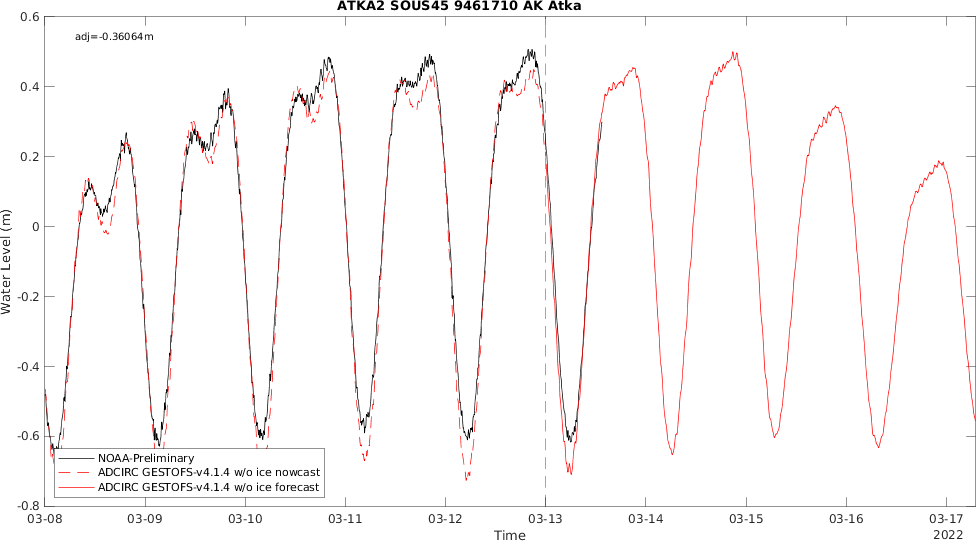 ATKA2 SOUS45 9461710 AK Atka
adj=-0.36064m
0.6
0.4
0.2
0
-0.2
-0.4
-0.6
-0.8
Water Level (m)
NOAA-Preliminary
ADCIRC GESTOFS-v4.1.4 w/o ice nowcast
ADCIRC GESTOFS-v4.1.4 w/o ice forecast
03-08 03-09 03-10 03-11 03-12 03-13 03-14 03-15 03-16 03-17
Time 2022